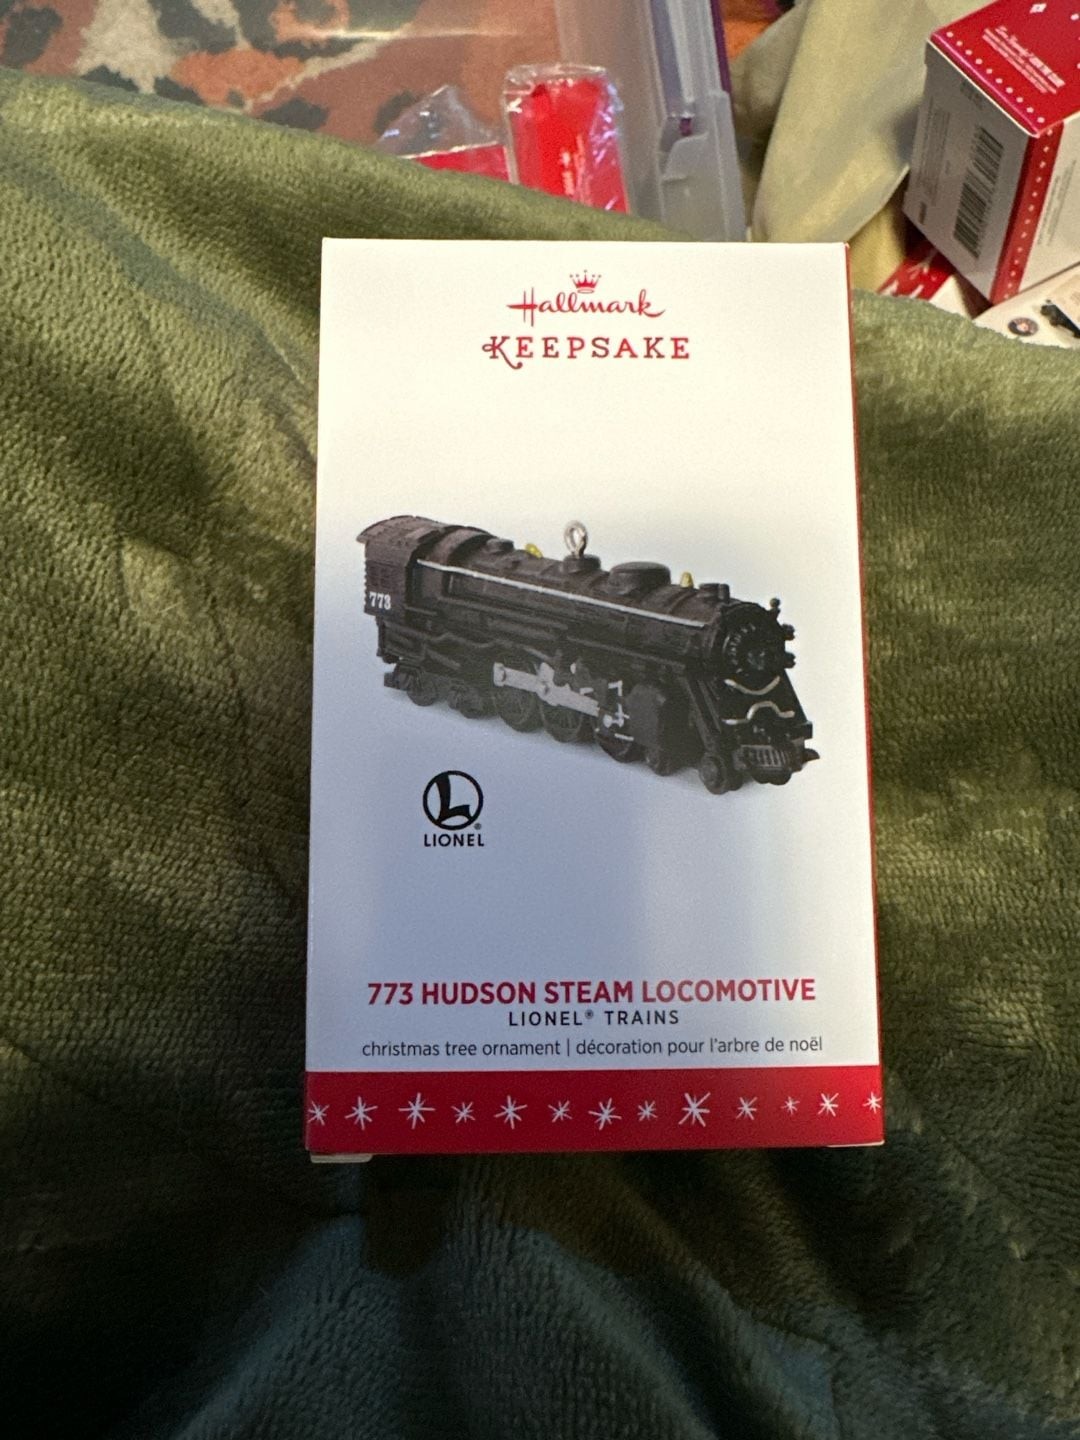 Hallmark
KEEPSAKE
773
L
®
LIONEL
773 HUDSON STEAM LOCOMOTIVE
LIONEL® TRAINS
christmas tree ornament | décoration pour l'arbre de noël